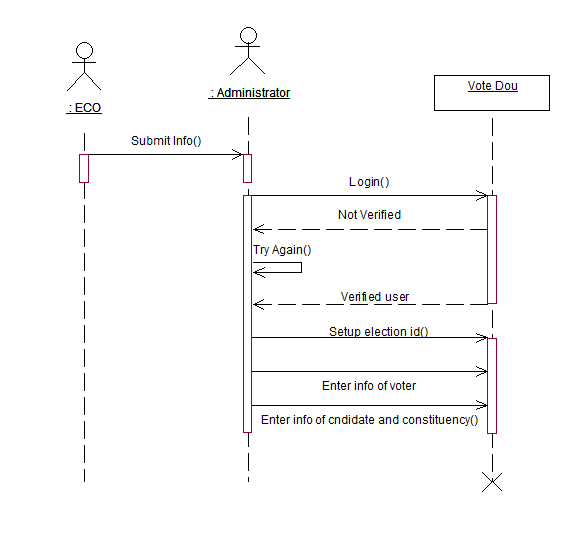 : ECO
: Administrator
Vote Dou
Submit Info()
Login()
Not Verified
Try Again()
Verified user
Setup election id()
Enter info of voter
Enter info of cndidate and constituency()